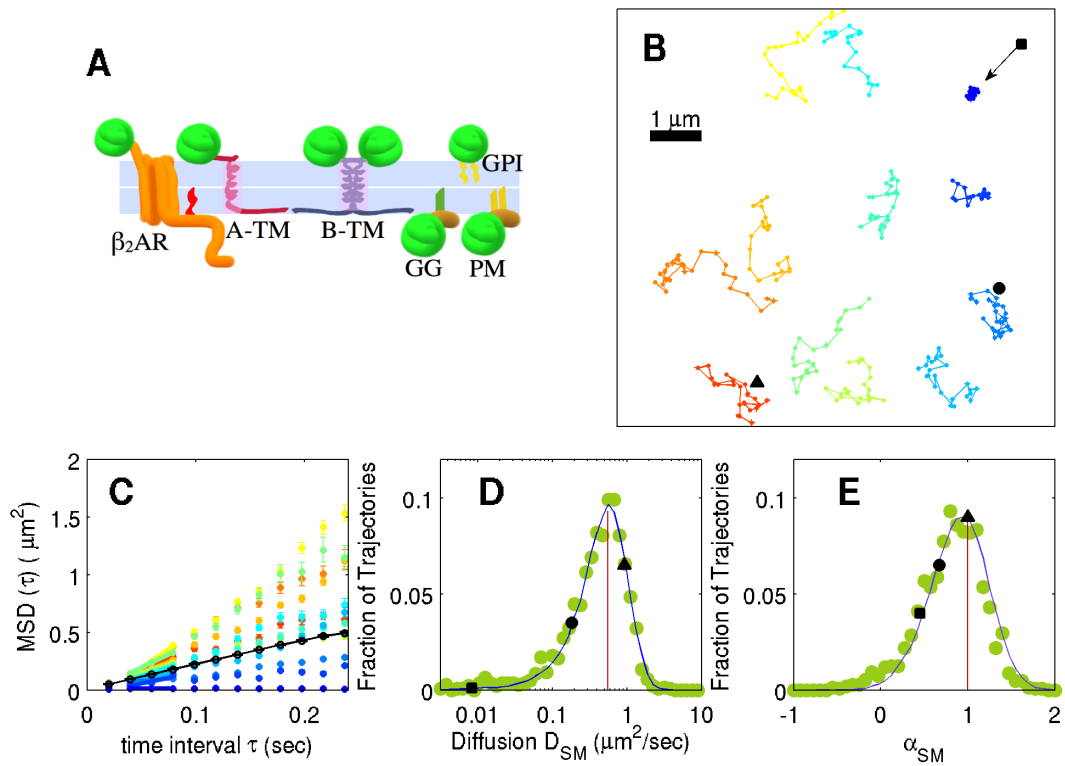 A
GPI
β₂AR
A-TM
B-TM
GG
PM
B
1 μm
C
MSD (τ) ( μm²)
2
1.5
1
0.5
0
0
0.1
0.2
time interval τ (sec)
D
Fraction of Trajectories
0.1
0.05
0
0.01
0.1
1
10
Diffusion D_SM (μm²/sec)
E
Fraction of Trajectories
0.1
0.05
0
-1
0
1
2
α_SM